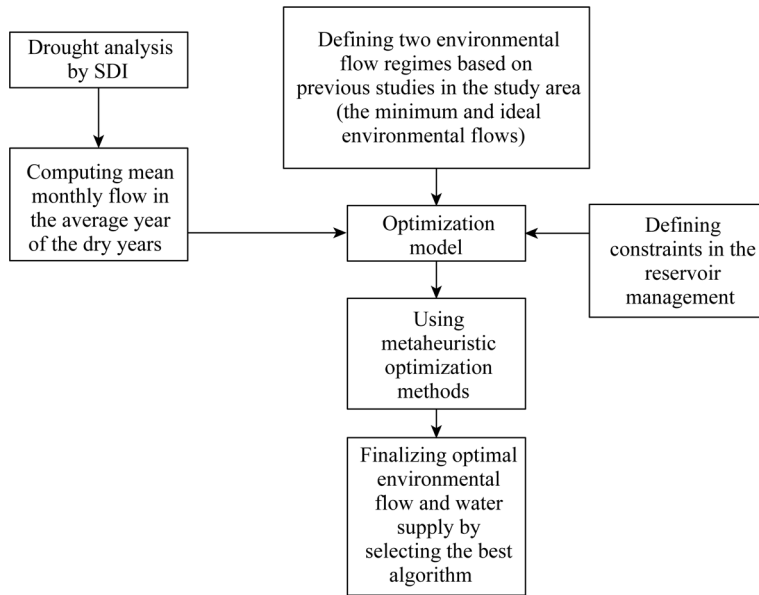 Drought analysis
by SDI
Defining two environmental
flow regimes based on
previous studies in the study area
(the minimum and ideal
environmental flows)
Computing mean
monthly flow in
the average year
of the dry years
Optimization
model
Defining
constraints in the
reservoir
management
Using
metaheuristic
optimization
methods
Finalizing optimal
environmental
flow and water
supply by
selecting the best
algorithm